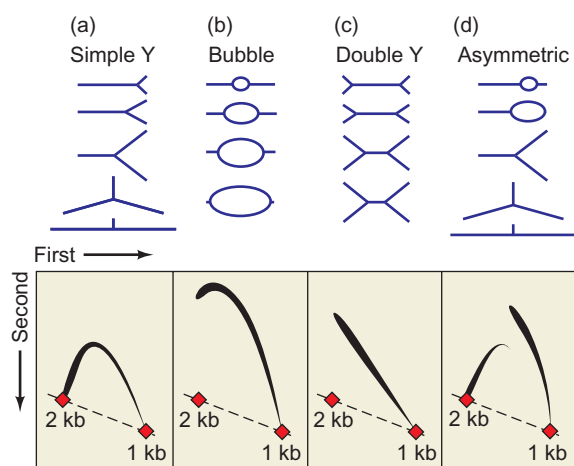 (a) (b) (c) (d)
Simple Y Bubble Double Y Asymmetric
First
Second
2 kb 2 kb 2 kb 2 kb
1 kb 1 kb 1 kb 1 kb